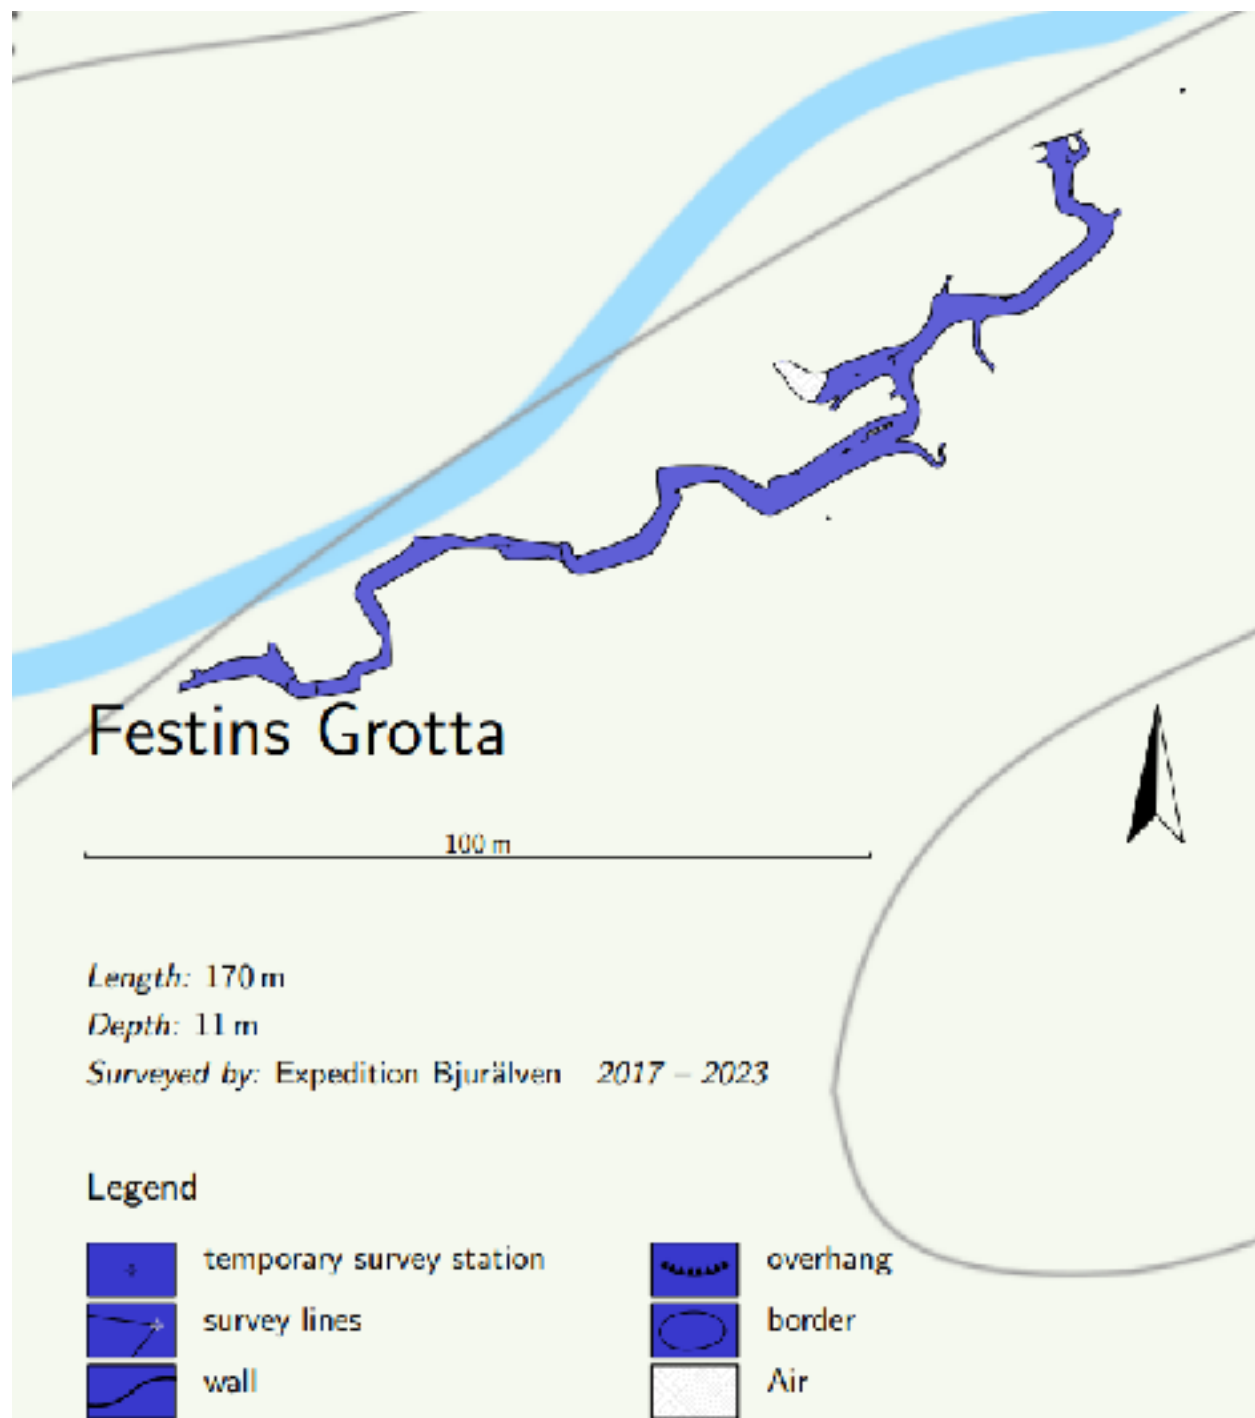 Festins Grotta
100 m
Length: 170 m
Depth: 11 m
Surveyed by: Expedition Bjurälven 2017 – 2023
Legend
temporary survey station
overhang
survey lines
border
wall
Air